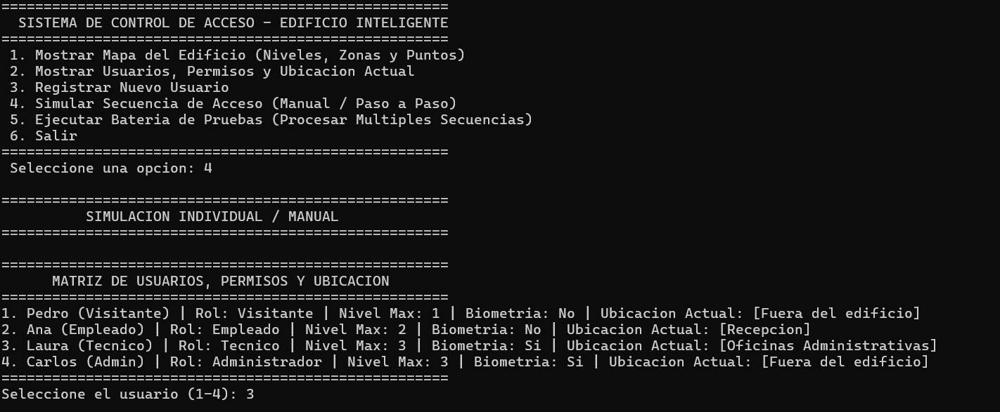 =====================================================
  SISTEMA DE CONTROL DE ACCESO - EDIFICIO INTELIGENTE
=====================================================
 1. Mostrar Mapa del Edificio (Niveles, Zonas y Puntos)
 2. Mostrar Usuarios, Permisos y Ubicacion Actual
 3. Registrar Nuevo Usuario
 4. Simular Secuencia de Acceso (Manual / Paso a Paso)
 5. Ejecutar Bateria de Pruebas (Procesar Multiples Secuencias)
 6. Salir
=====================================================
 Seleccione una opcion: 4

=====================================================
          SIMULACION INDIVIDUAL / MANUAL
=====================================================

=====================================================
      MATRIZ DE USUARIOS, PERMISOS Y UBICACION
=====================================================
1. Pedro (Visitante) | Rol: Visitante | Nivel Max: 1 | Biometria: No | Ubicacion Actual: [Fuera del edificio]
2. Ana (Empleado) | Rol: Empleado | Nivel Max: 2 | Biometria: No | Ubicacion Actual: [Recepcion]
3. Laura (Tecnico) | Rol: Tecnico | Nivel Max: 3 | Biometria: Si | Ubicacion Actual: [Oficinas Administrativas]
4. Carlos (Admin) | Rol: Administrador | Nivel Max: 3 | Biometria: Si | Ubicacion Actual: [Fuera del edificio]
=====================================================
Seleccione el usuario (1-4): 3